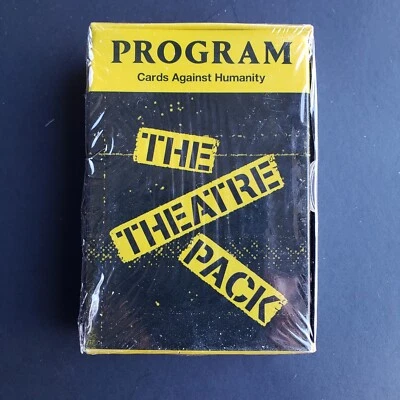 PROGRAM
Cards Against Humanity
THE
THEATRE
PACK